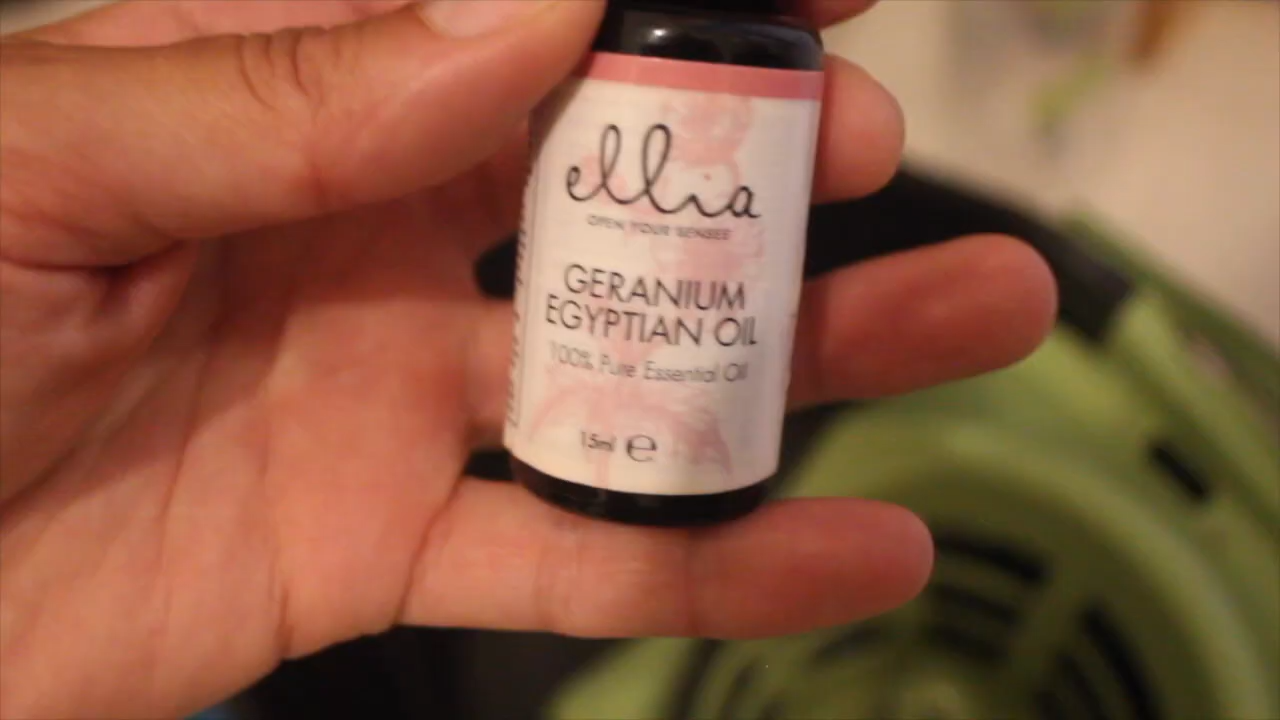 ellia
OPEN YOUR SENSES
GERANIUM
EGYPTIAN OIL
100% Pure Essential Oil
15ml ℮